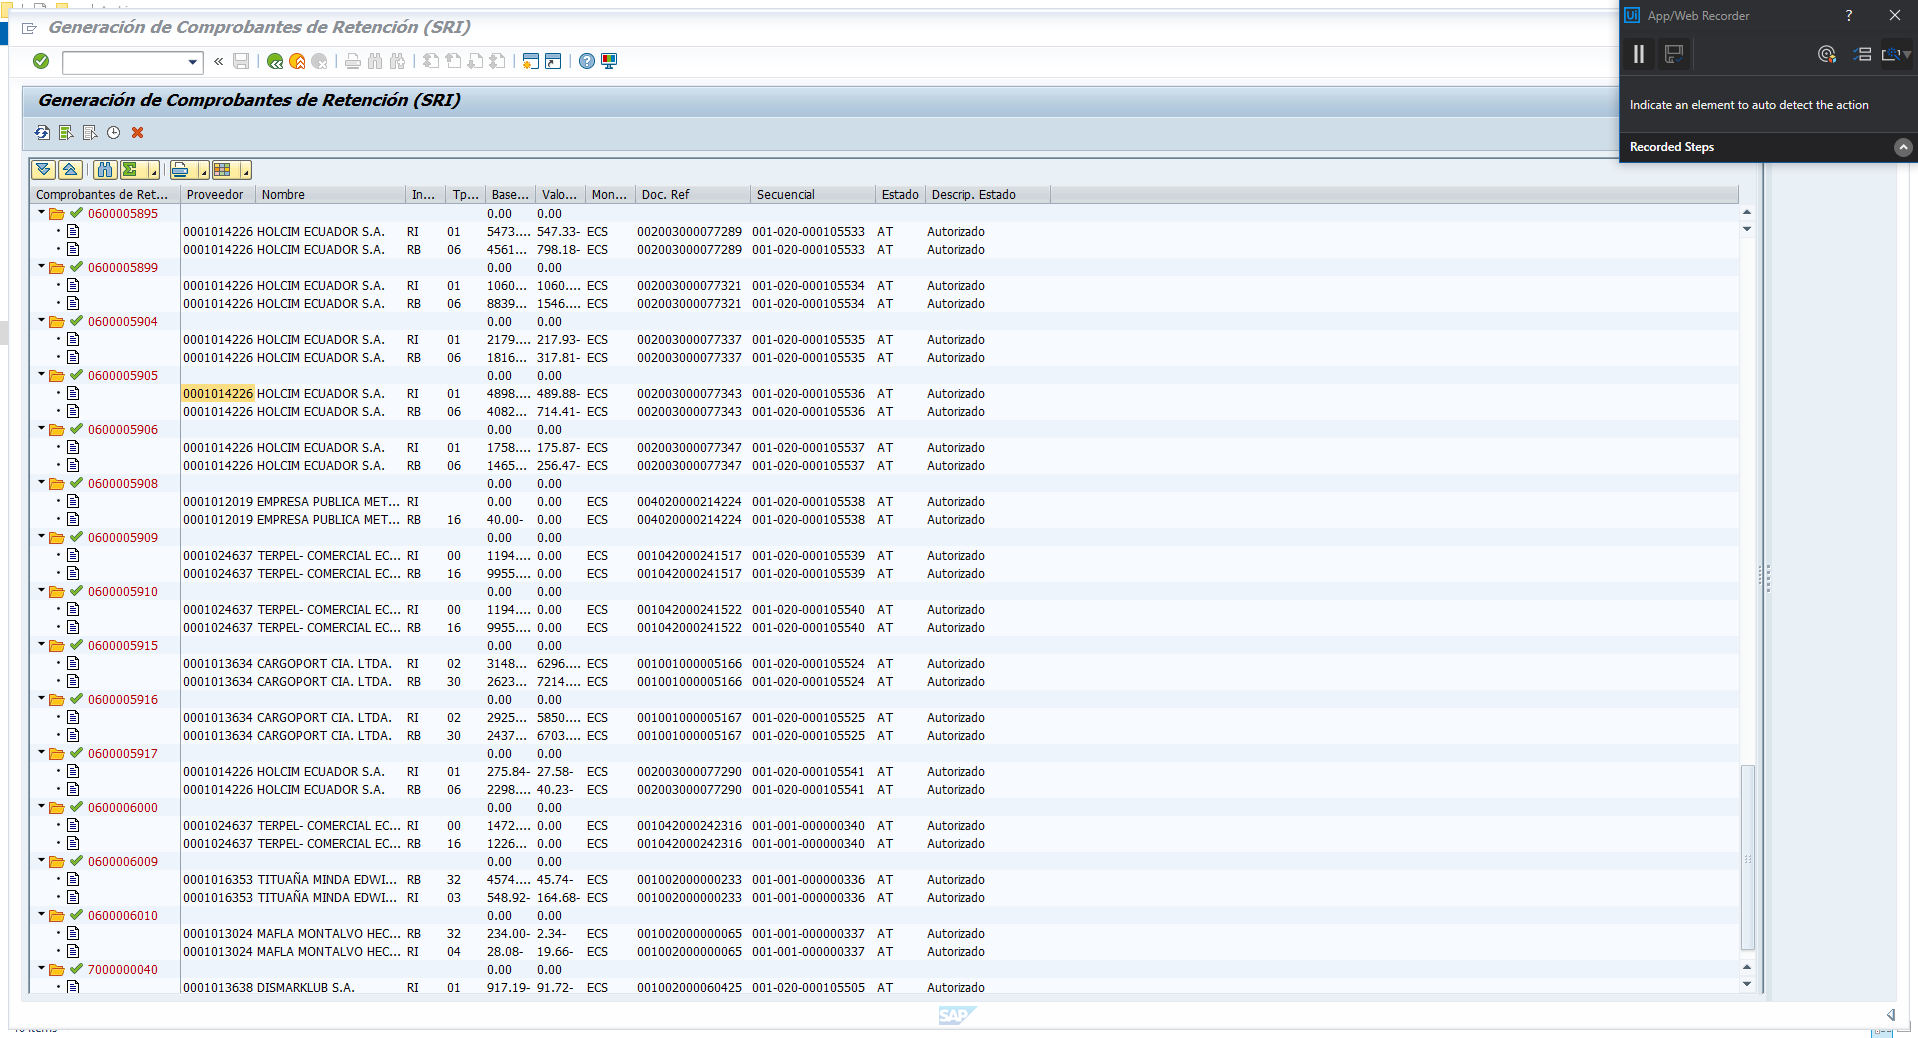 Generación de Comprobantes de Retención (SRI)
Ui App/Web Recorder ?
Indicate an element to auto detect the action
Recorded Steps
Generación de Comprobantes de Retención (SRI)
Comprobantes de Ret... Proveedor Nombre In... Tp... Base... Valo... Mon... Doc. Ref Secuencial Estado Descrip. Estado
0600005895 0.00 0.00
0001014226 HOLCIM ECUADOR S.A. RI 01 5473.... 547.33- ECS 002003000077289 001-020-000105533 AT Autorizado
0001014226 HOLCIM ECUADOR S.A. RB 06 4561... 798.18- ECS 002003000077289 001-020-000105533 AT Autorizado
0600005899 0.00 0.00
0001014226 HOLCIM ECUADOR S.A. RI 01 1060... 1060.... ECS 002003000077321 001-020-000105534 AT Autorizado
0001014226 HOLCIM ECUADOR S.A. RB 06 8839... 1546.... ECS 002003000077321 001-020-000105534 AT Autorizado
0600005904 0.00 0.00
0001014226 HOLCIM ECUADOR S.A. RI 01 2179.... 217.93- ECS 002003000077337 001-020-000105535 AT Autorizado
0001014226 HOLCIM ECUADOR S.A. RB 06 1816... 317.81- ECS 002003000077337 001-020-000105535 AT Autorizado
0600005905 0.00 0.00
0001014226 HOLCIM ECUADOR S.A. RI 01 4898.... 489.88- ECS 002003000077343 001-020-000105536 AT Autorizado
0001014226 HOLCIM ECUADOR S.A. RB 06 4082... 714.41- ECS 002003000077343 001-020-000105536 AT Autorizado
0600005906 0.00 0.00
0001014226 HOLCIM ECUADOR S.A. RI 01 1758.... 175.87- ECS 002003000077347 001-020-000105537 AT Autorizado
0001014226 HOLCIM ECUADOR S.A. RB 06 1465... 256.47- ECS 002003000077347 001-020-000105537 AT Autorizado
0600005908 0.00 0.00
0001012019 EMPRESA PUBLICA MET... RI 0.00 0.00 ECS 004020000214224 001-020-000105538 AT Autorizado
0001012019 EMPRESA PUBLICA MET... RB 16 40.00- 0.00 ECS 004020000214224 001-020-000105538 AT Autorizado
0600005909 0.00 0.00
0001024637 TERPEL- COMERCIAL EC... RI 00 1194.... 0.00 ECS 001042000241517 001-020-000105539 AT Autorizado
0001024637 TERPEL- COMERCIAL EC... RB 16 9955.... 0.00 ECS 001042000241517 001-020-000105539 AT Autorizado
0600005910 0.00 0.00
0001024637 TERPEL- COMERCIAL EC... RI 00 1194.... 0.00 ECS 001042000241522 001-020-000105540 AT Autorizado
0001024637 TERPEL- COMERCIAL EC... RB 16 9955.... 0.00 ECS 001042000241522 001-020-000105540 AT Autorizado
0600005915 0.00 0.00
0001013634 CARGOPORT CIA. LTDA. RI 02 3148... 6296.... ECS 001001000005166 001-020-000105524 AT Autorizado
0001013634 CARGOPORT CIA. LTDA. RB 30 2623... 7214.... ECS 001001000005166 001-020-000105524 AT Autorizado
0600005916 0.00 0.00
0001013634 CARGOPORT CIA. LTDA. RI 02 2925... 5850.... ECS 001001000005167 001-020-000105525 AT Autorizado
0001013634 CARGOPORT CIA. LTDA. RB 30 2437... 6703.... ECS 001001000005167 001-020-000105525 AT Autorizado
0600005917 0.00 0.00
0001014226 HOLCIM ECUADOR S.A. RI 01 275.84- 27.58- ECS 002003000077290 001-020-000105541 AT Autorizado
0001014226 HOLCIM ECUADOR S.A. RB 06 2298.... 40.23- ECS 002003000077290 001-020-000105541 AT Autorizado
0600006000 0.00 0.00
0001024637 TERPEL- COMERCIAL EC... RI 00 1472.... 0.00 ECS 001042000242316 001-001-000000340 AT Autorizado
0001024637 TERPEL- COMERCIAL EC... RB 16 1226... 0.00 ECS 001042000242316 001-001-000000340 AT Autorizado
0600006009 0.00 0.00
0001016353 TITUAÑA MINDA EDWI... RB 32 4574.... 45.74- ECS 001002000000233 001-001-000000336 AT Autorizado
0001016353 TITUAÑA MINDA EDWI... RI 03 548.92- 164.68- ECS 001002000000233 001-001-000000336 AT Autorizado
0600006010 0.00 0.00
0001013024 MAFLA MONTALVO HEC... RB 32 234.00- 2.34- ECS 001002000000065 001-001-000000337 AT Autorizado
0001013024 MAFLA MONTALVO HEC... RI 04 28.08- 19.66- ECS 001002000000065 001-001-000000337 AT Autorizado
7000000040 0.00 0.00
0001013638 DISMARKLUB S.A. RI 01 917.19- 91.72- ECS 001002000060425 001-020-000105505 AT Autorizado
SAP